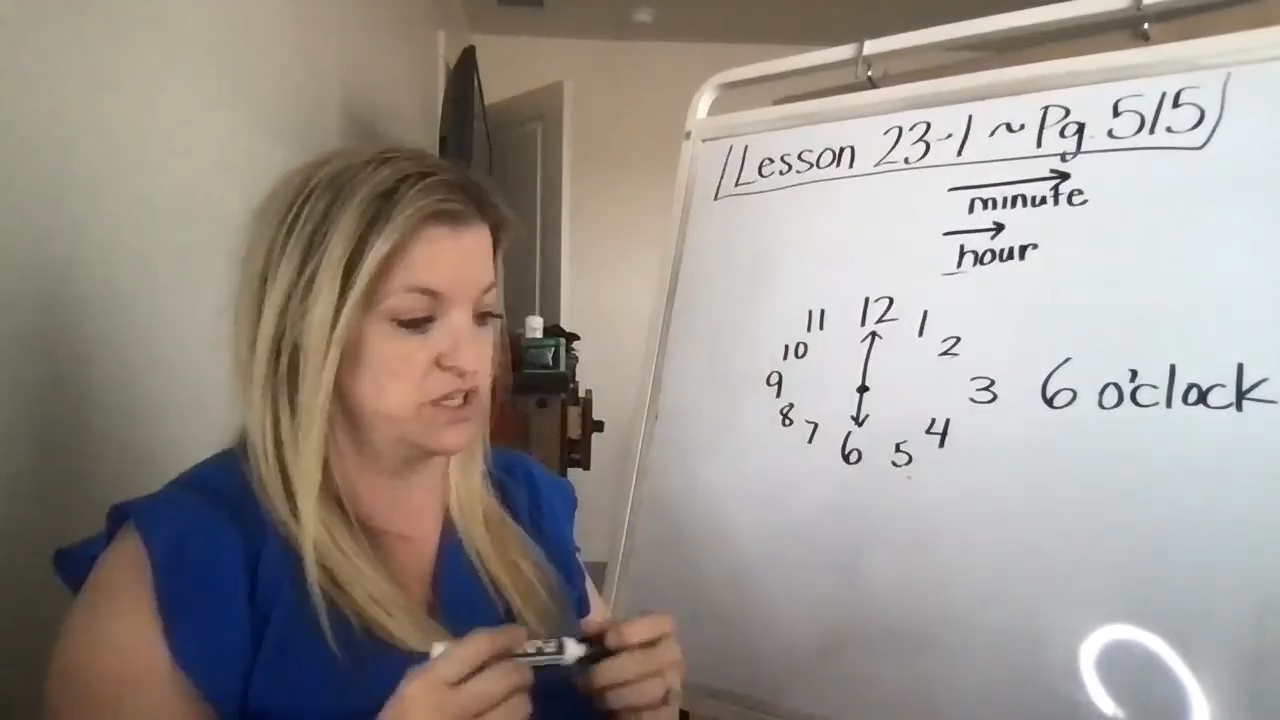 Lesson 23-1 ~ Pg. 515
minute
hour
11 12 1
10 2
9 3 6 o'clock
8 4
7 6 5